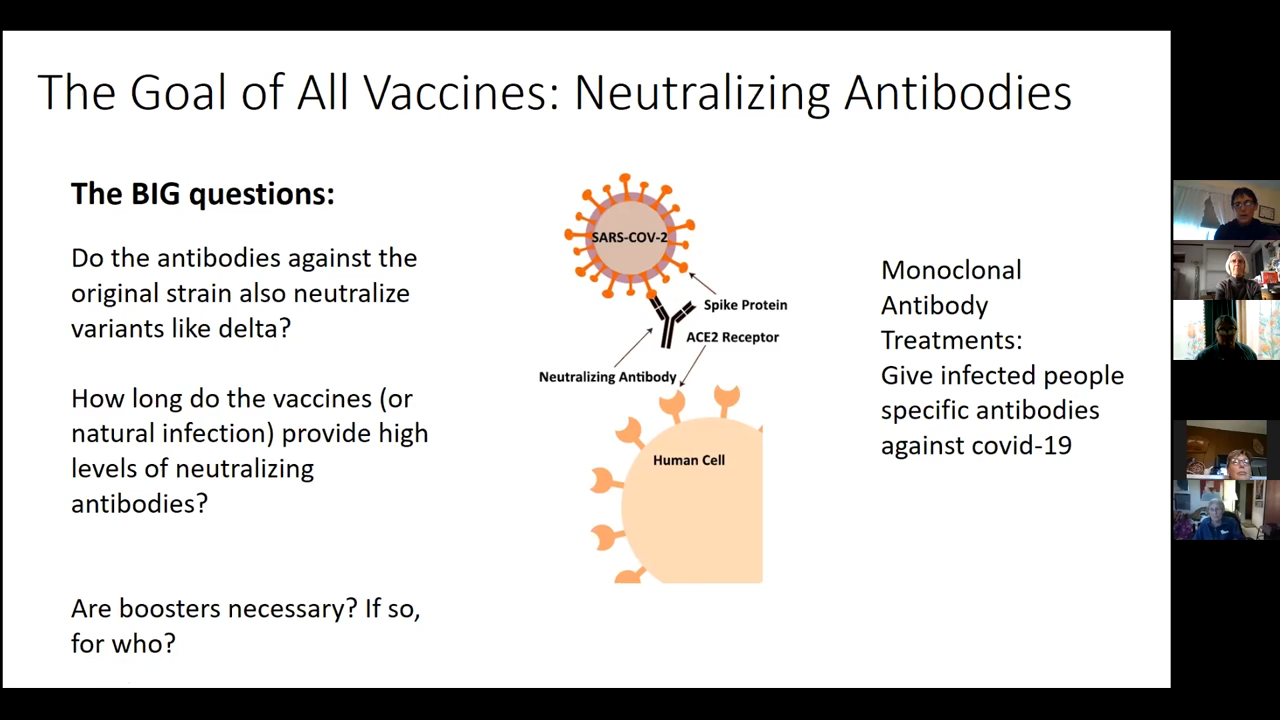 The Goal of All Vaccines: Neutralizing Antibodies
The BIG questions:
Do the antibodies against the
original strain also neutralize
variants like delta?
How long do the vaccines (or
natural infection) provide high
levels of neutralizing
antibodies?
Are boosters necessary? If so,
for who?
SARS-COV-2
Spike Protein
ACE2 Receptor
Neutralizing Antibody
Human Cell
Monoclonal
Antibody
Treatments:
Give infected people
specific antibodies
against covid-19